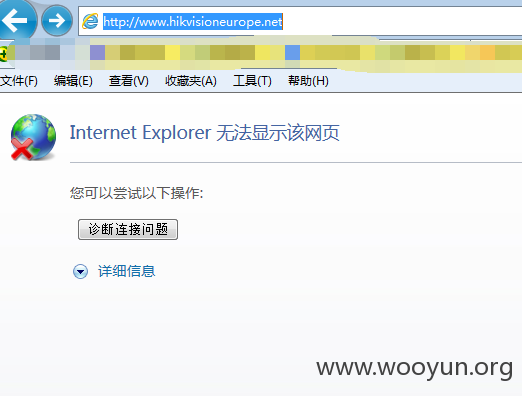 http://www.hikvisioneurope.net
文件(F) 编辑(E) 查看(V) 收藏夹(A) 工具(T) 帮助(H)
Internet Explorer 无法显示该网页
您可以尝试以下操作:
诊断连接问题
详细信息
www.wooyun.org